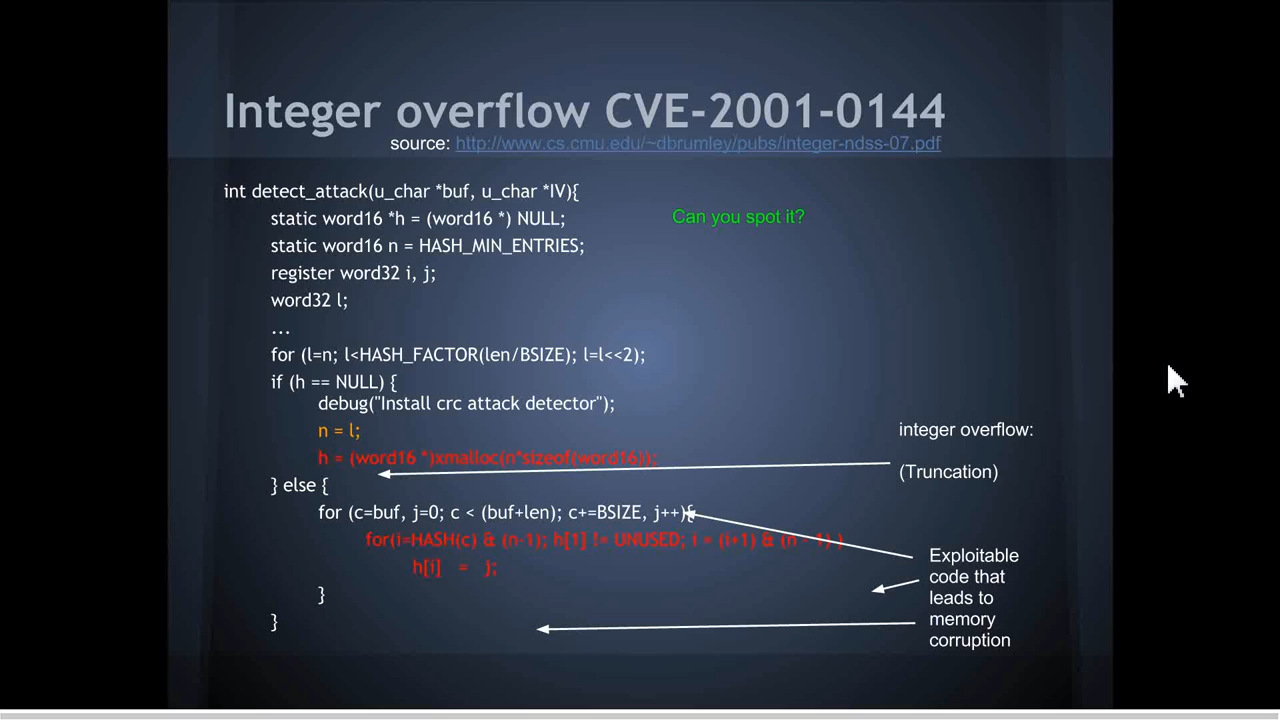 Integer overflow CVE-2001-0144
source: http://www.cs.cmu.edu/~dbrumley/pubs/integer-ndss-07.pdf
int detect_attack(u_char *buf, u_char *IV){
static word16 *h = (word16 *) NULL;
Can you spot it?
static word16 n = HASH_MIN_ENTRIES;
register word32 i, j;
word32 l;
...
for (l=n; l<HASH_FACTOR(len/BSIZE); l=l<<2);
if (h == NULL) {
debug("Install crc attack detector");
n = l;
h = (word16 *)xmalloc(n*sizeof(word16));
} else {
for (c=buf, j=0; c < (buf+len); c+=BSIZE, j++){
for(i=HASH(c) & (n-1); h[1] != UNUSED; i = (i+1) & (n - 1) )
h[i] = j;
}
}
integer overflow:
(Truncation)
Exploitable
code that
leads to
memory
corruption